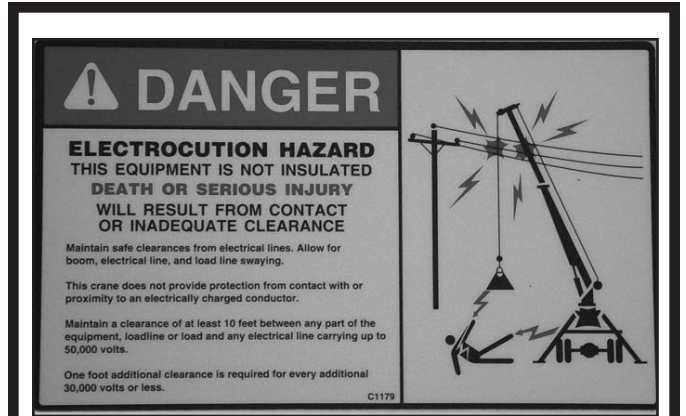 DANGER
ELECTROCUTION HAZARD
THIS EQUIPMENT IS NOT INSULATED
DEATH OR SERIOUS INJURY
WILL RESULT FROM CONTACT
OR INADEQUATE CLEARANCE
Maintain safe clearances from electrical lines. Allow for
boom, electrical line, and load line swaying.
This crane does not provide protection from contact with or
proximity to an electrically charged conductor.
Maintain a clearance of at least 10 feet between any part of the
equipment, loadline or load and any electrical line carrying up to
50,000 volts.
One foot additional clearance is required for every additional
30,000 volts or less.
C1179